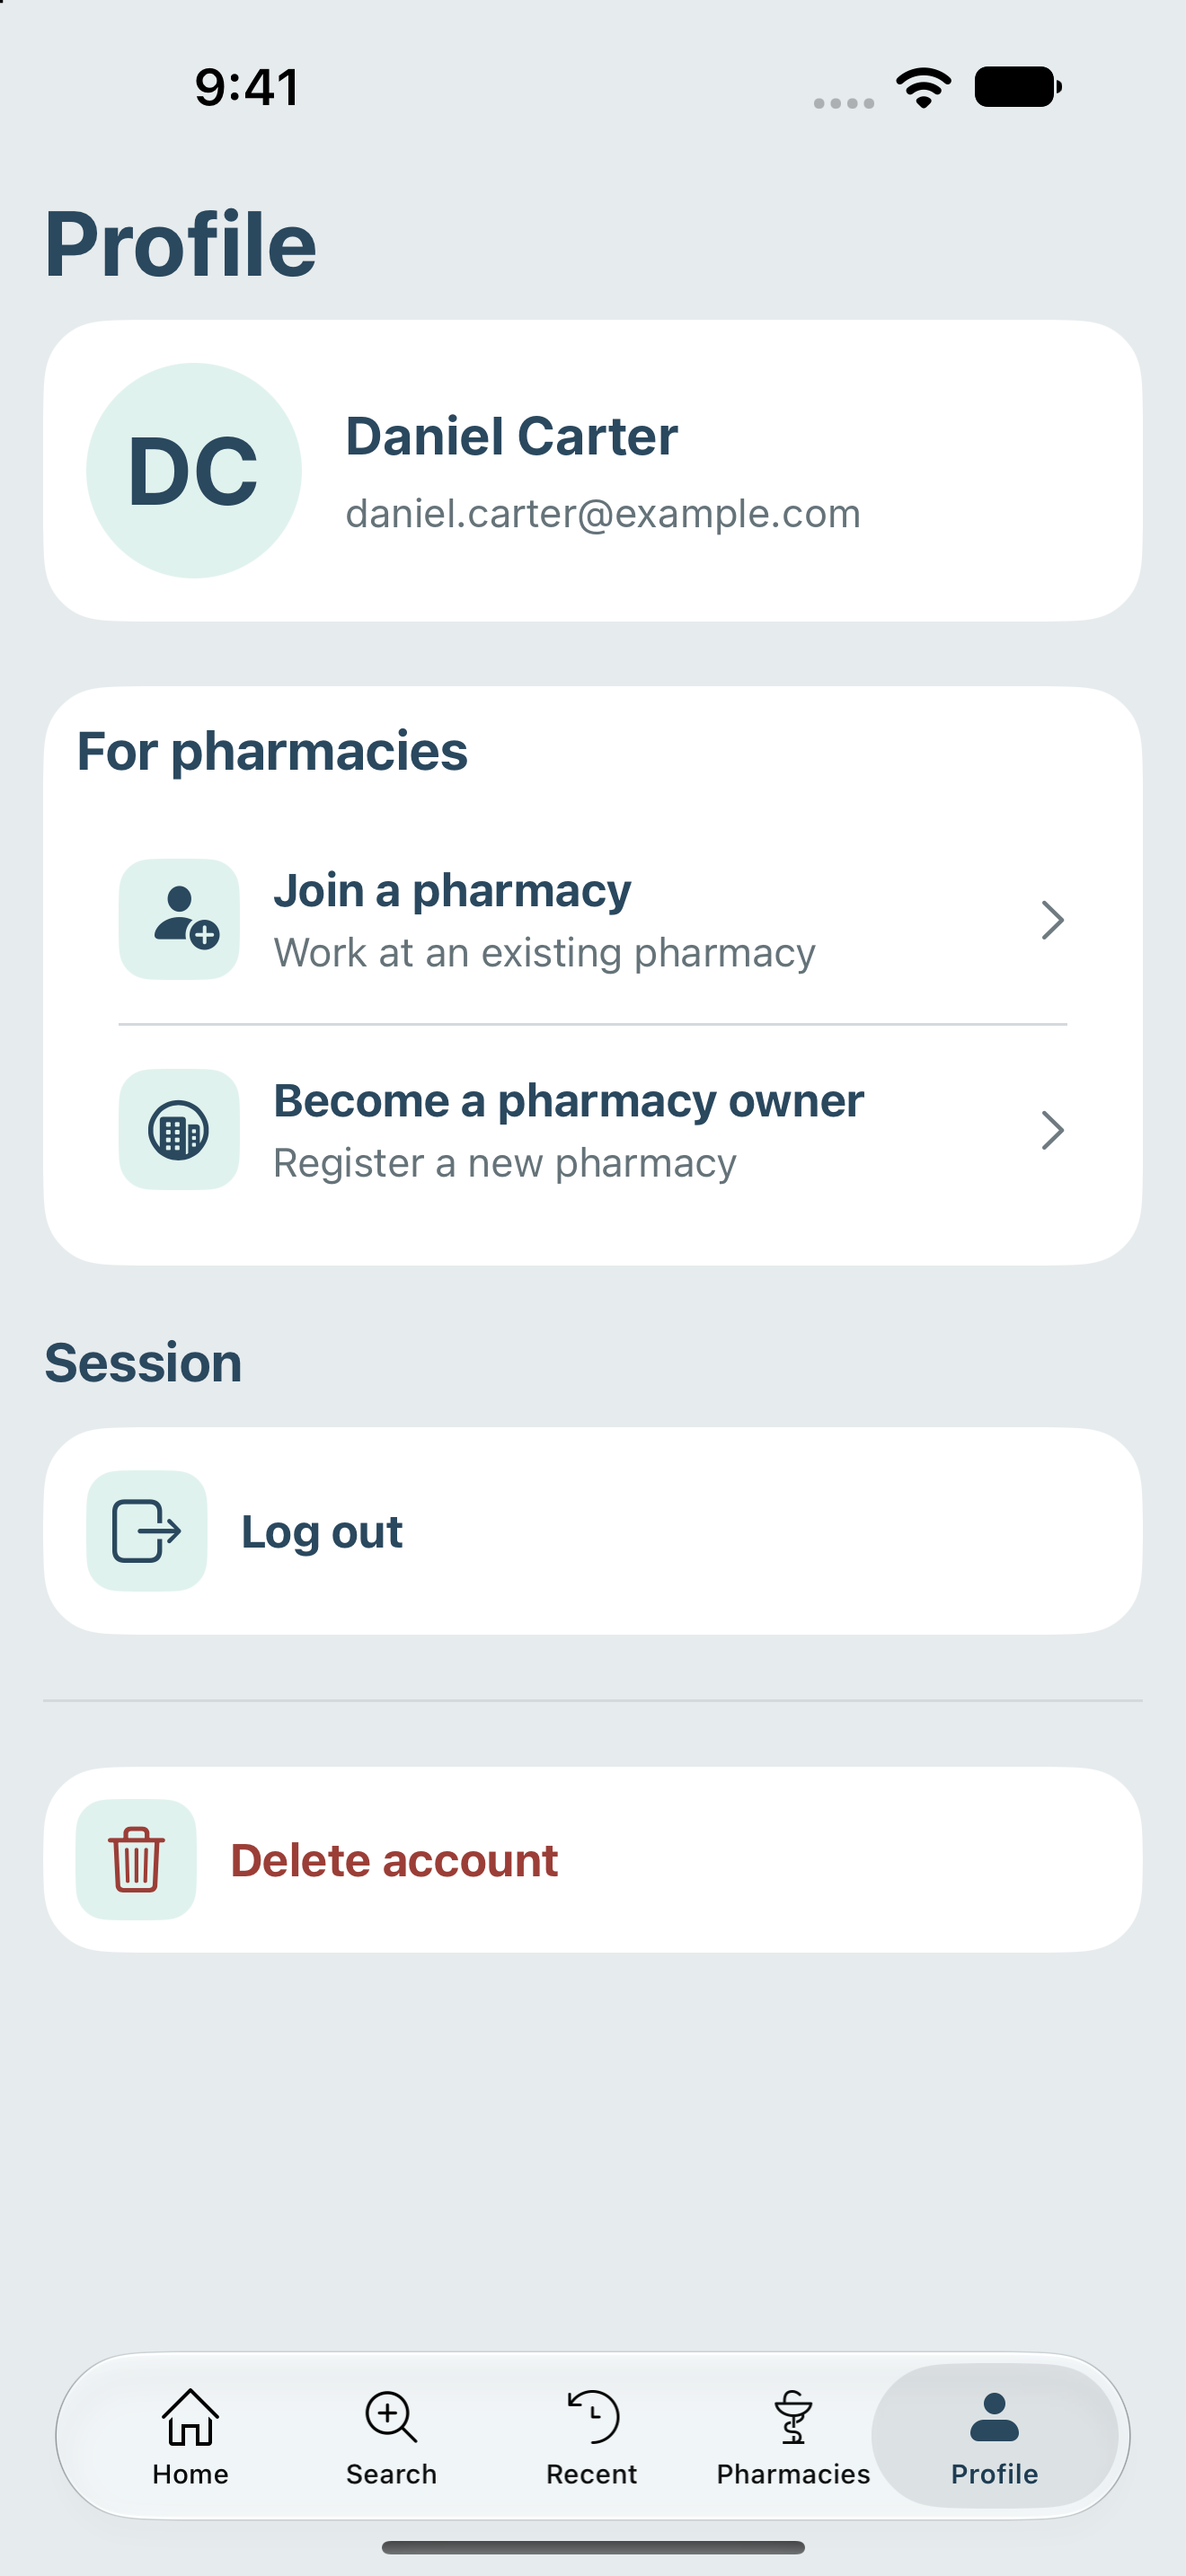 9:41
Profile
DC
Daniel Carter
daniel.carter@example.com
For pharmacies
Join a pharmacy
Work at an existing pharmacy
Become a pharmacy owner
Register a new pharmacy
Session
Log out
Delete account
Home
Search
Recent
Pharmacies
Profile